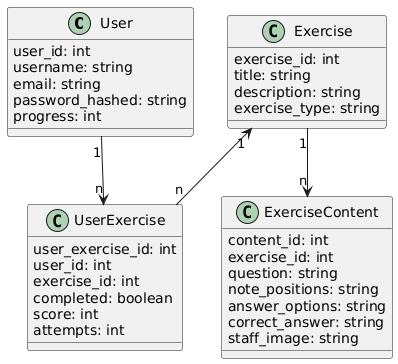 C User
user_id: int
username: string
email: string
password_hashed: string
progress: int
C Exercise
exercise_id: int
title: string
description: string
exercise_type: string
1
n
1
n
1
n
C UserExercise
user_exercise_id: int
user_id: int
exercise_id: int
completed: boolean
score: int
attempts: int
C ExerciseContent
content_id: int
exercise_id: int
question: string
note_positions: string
answer_options: string
correct_answer: string
staff_image: string